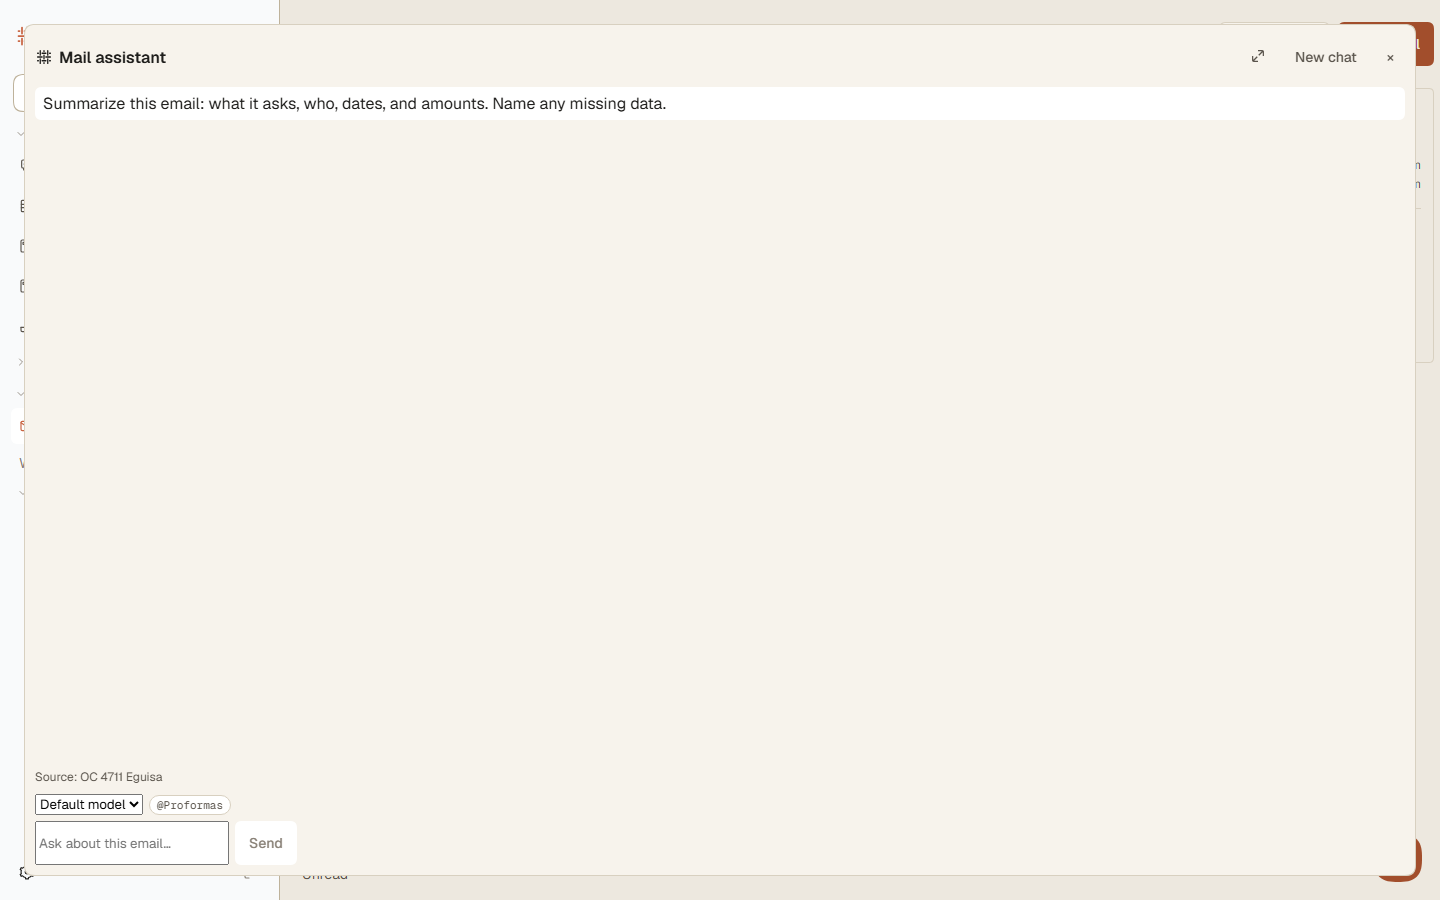 Mail assistant
New chat
×
Summarize this email: what it asks, who, dates, and amounts. Name any missing data.
Source: OC 4711 Eguisa
Default model
@Proformas
Ask about this email…
Send
Unread